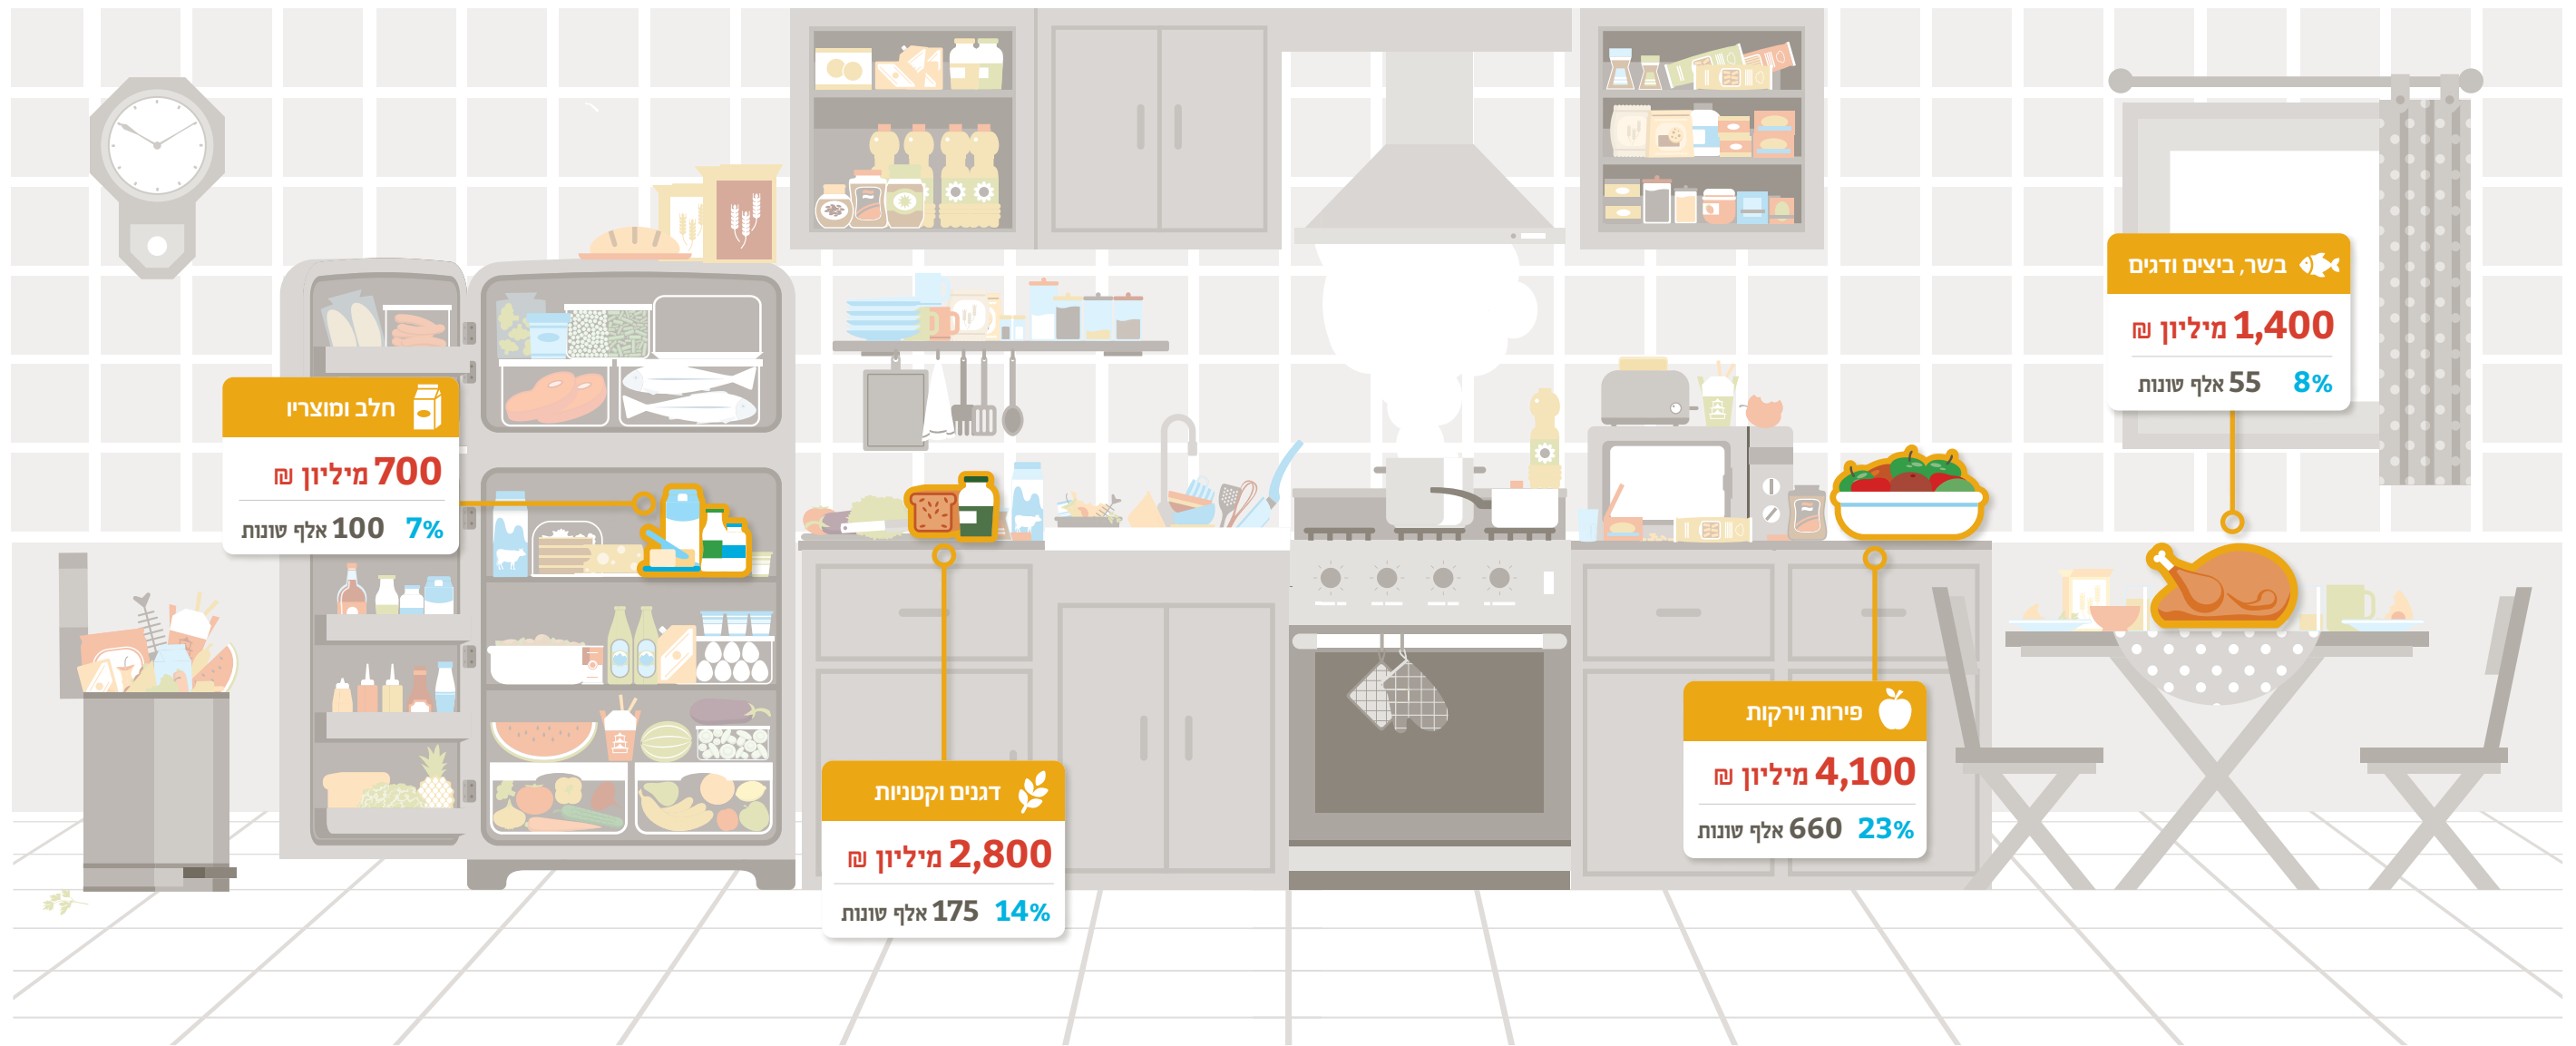 בשר, ביצים ודגים
1,400 מיליון ₪
8% 55 אלף טונות
חלב ומוצריו
700 מיליון ₪
7% 100 אלף טונות
פירות וירקות
4,100 מיליון ₪
23% 660 אלף טונות
דגנים וקטניות
2,800 מיליון ₪
14% 175 אלף טונות